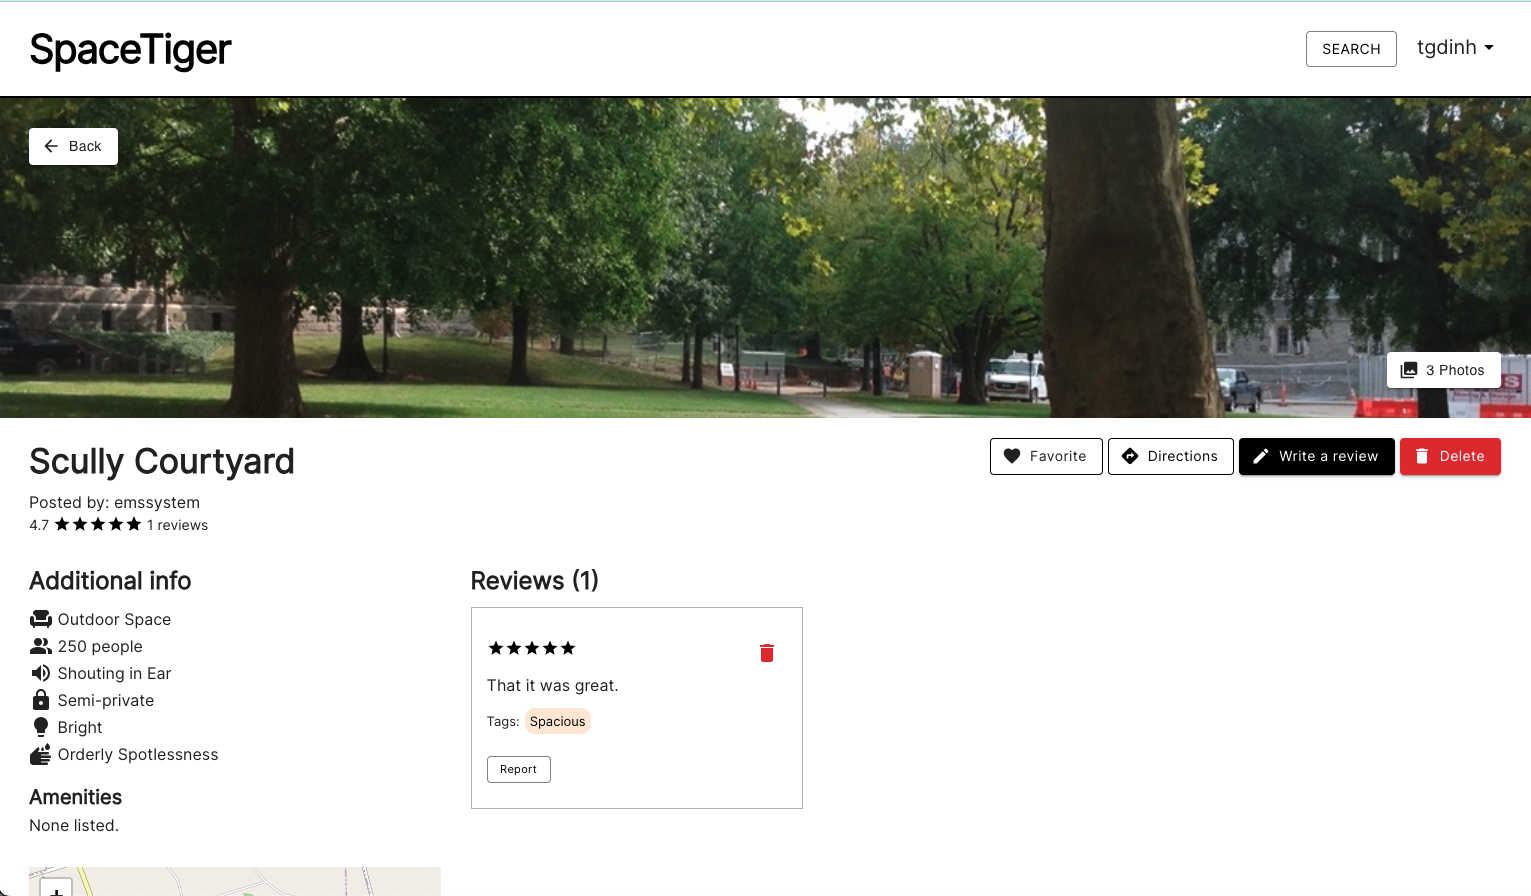 SpaceTiger
SEARCH
tgdinh
Back
3 Photos
Scully Courtyard
Favorite
Directions
Write a review
Delete
Posted by: emssystem
4.7 ★★★★★ 1 reviews
Additional info
Outdoor Space
250 people
Shouting in Ear
Semi-private
Bright
Orderly Spotlessness
Amenities
None listed.
Reviews (1)
★★★★★
That it was great.
Tags: Spacious
Report
+